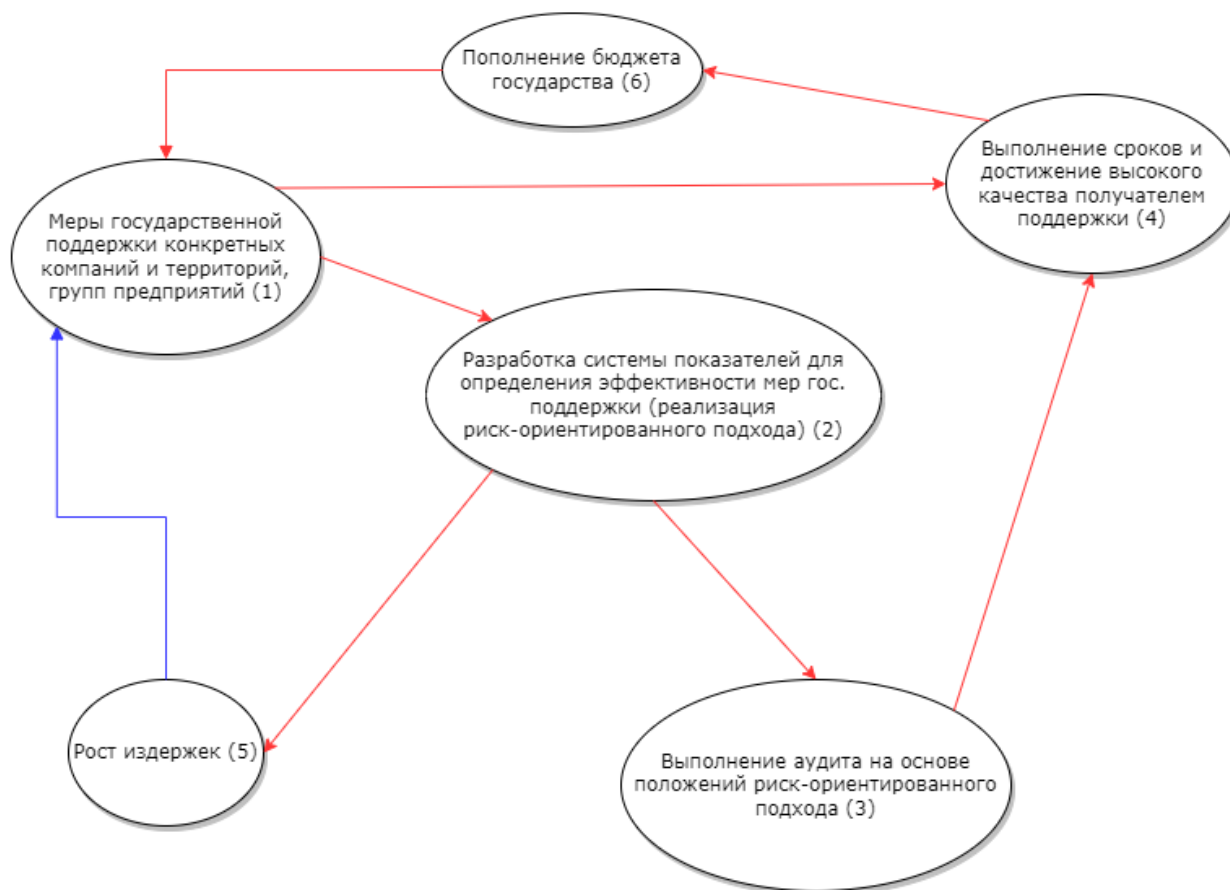 Пополнение бюджета
государства (6)
Выполнение сроков и
достижение высокого
качества получателем
поддержки (4)
Меры государственной
поддержки конкретных
компаний и территорий,
групп предприятий (1)
Разработка системы показателей для
определения эффективности мер гос.
поддержки (реализация
риск-ориентированного подхода) (2)
Рост издержек (5)
Выполнение аудита на основе
положений риск-ориентированного
подхода (3)